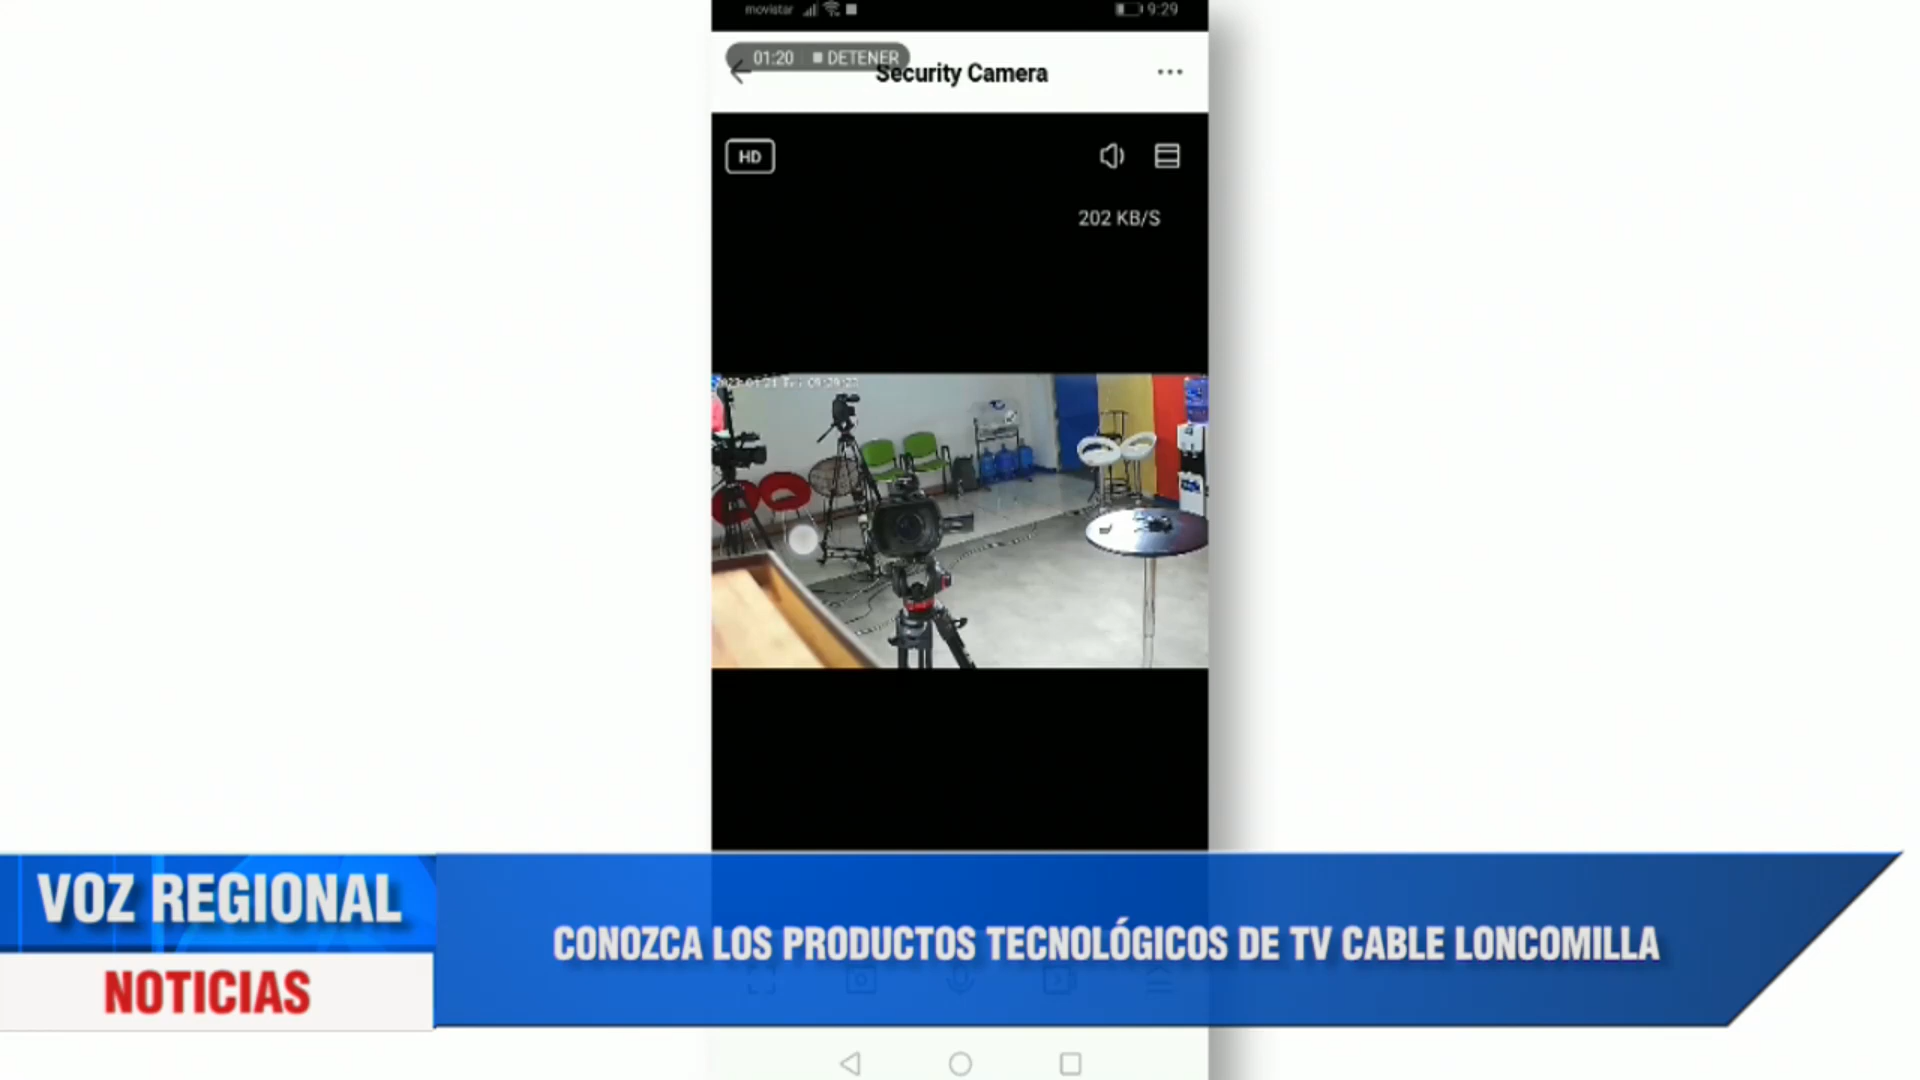 movistar 9:29
01:20 DETENER
Security Camera
HD
202 KB/S
VOZ REGIONAL
NOTICIAS
CONOZCA LOS PRODUCTOS TECNOLÓGICOS DE TV CABLE LONCOMILLA